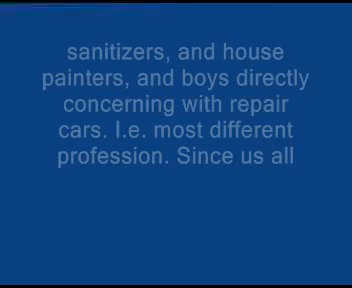 sanitizers, and house
painters, and boys directly
concerning with repair
cars. I.e. most different
profession. Since us all